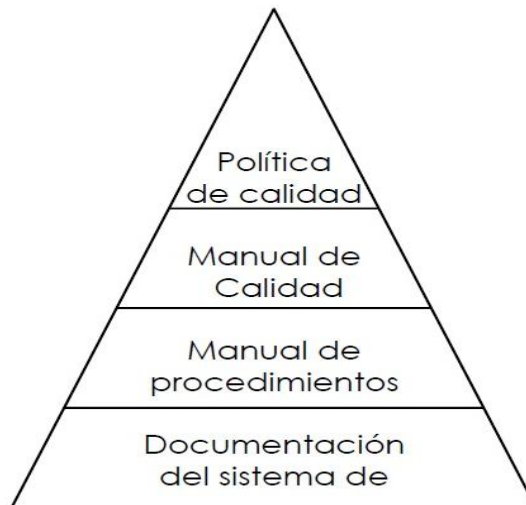 Política
de calidad
Manual de
Calidad
Manual de
procedimientos
Documentación
del sistema de